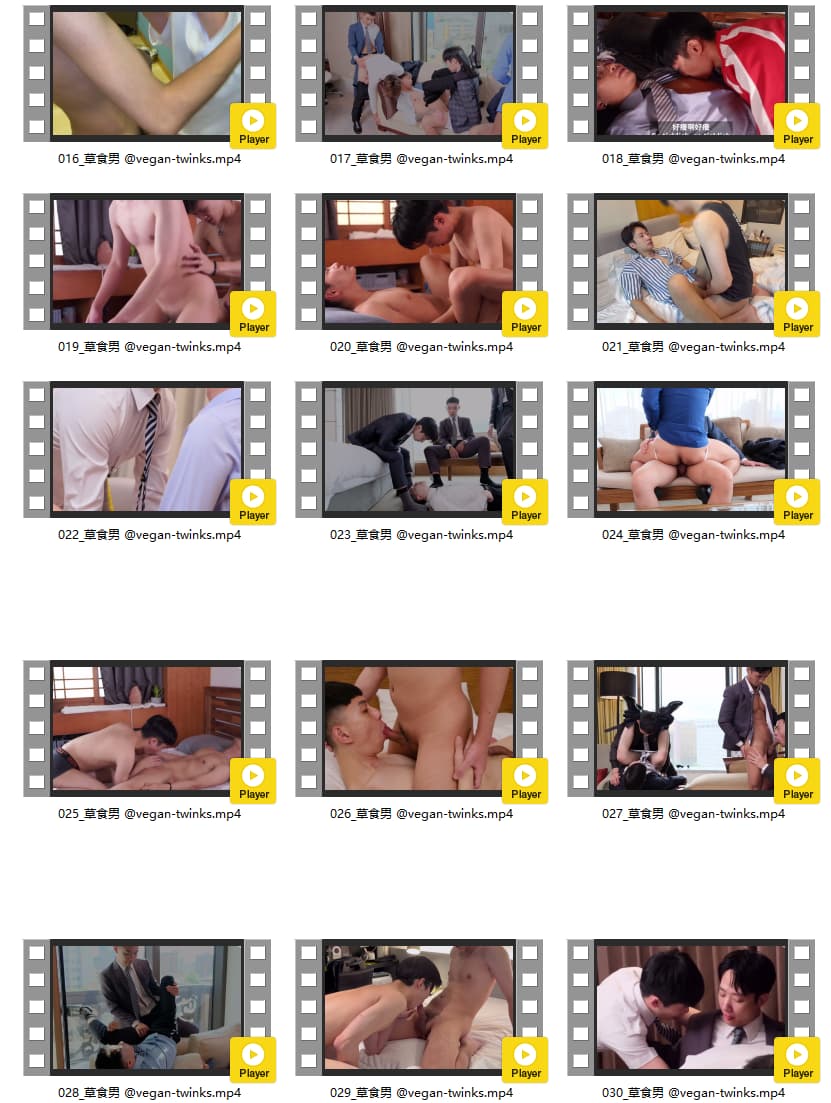 Player
Player
Player
016_草食男 @vegan-twinks.mp4
017_草食男 @vegan-twinks.mp4
018_草食男 @vegan-twinks.mp4
Player
Player
Player
019_草食男 @vegan-twinks.mp4
020_草食男 @vegan-twinks.mp4
021_草食男 @vegan-twinks.mp4
Player
Player
Player
022_草食男 @vegan-twinks.mp4
023_草食男 @vegan-twinks.mp4
024_草食男 @vegan-twinks.mp4
Player
Player
Player
025_草食男 @vegan-twinks.mp4
026_草食男 @vegan-twinks.mp4
027_草食男 @vegan-twinks.mp4
Player
Player
Player
028_草食男 @vegan-twinks.mp4
029_草食男 @vegan-twinks.mp4
030_草食男 @vegan-twinks.mp4